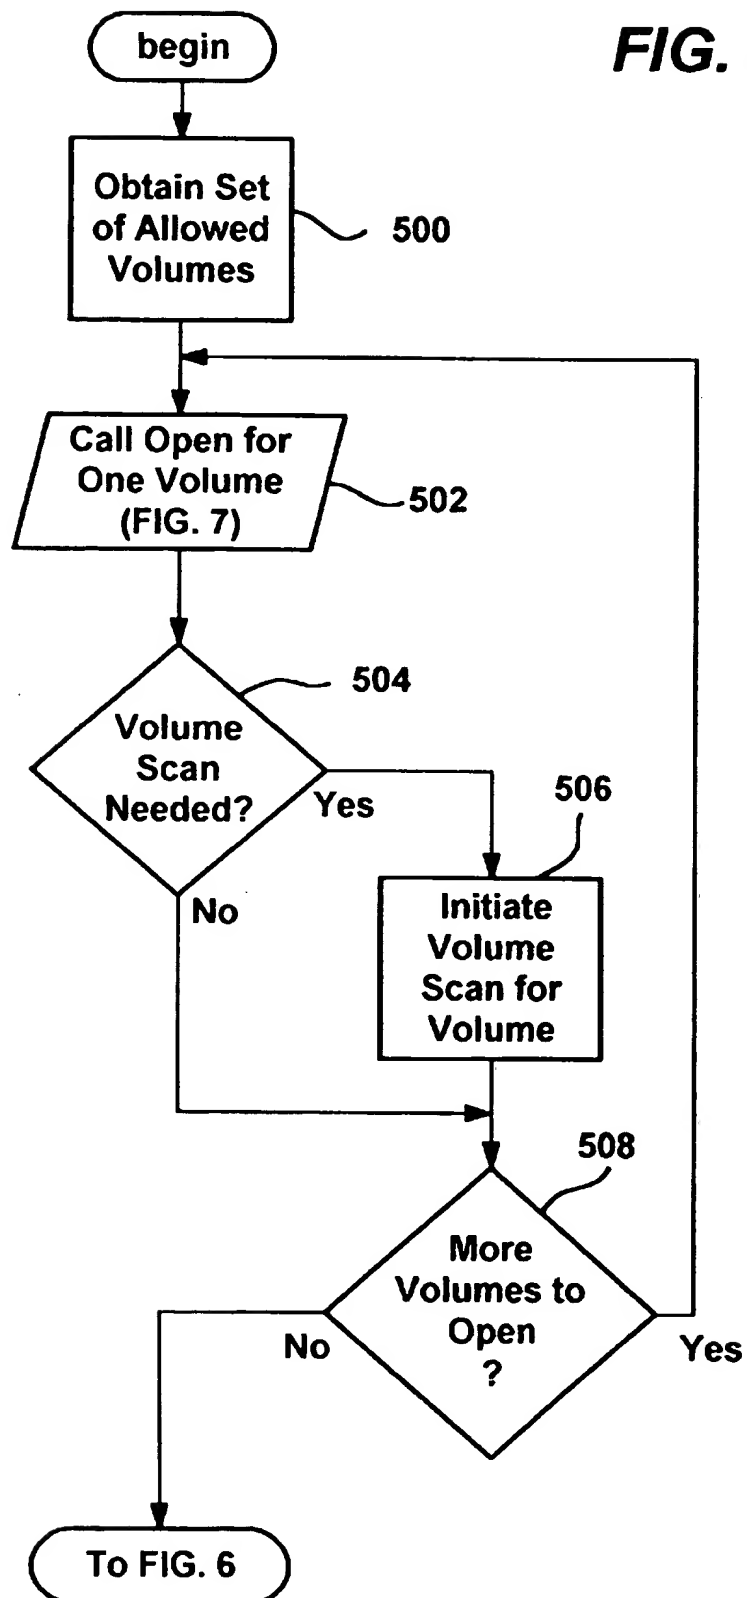 FIG.
begin
Obtain Set
of Allowed
Volumes
500
Call Open for
One Volume
(FIG. 7)
502
504
Volume
Scan
Needed?
Yes
No
506
Initiate
Volume
Scan for
Volume
508
More
Volumes to
Open
?
No
Yes
To FIG. 6